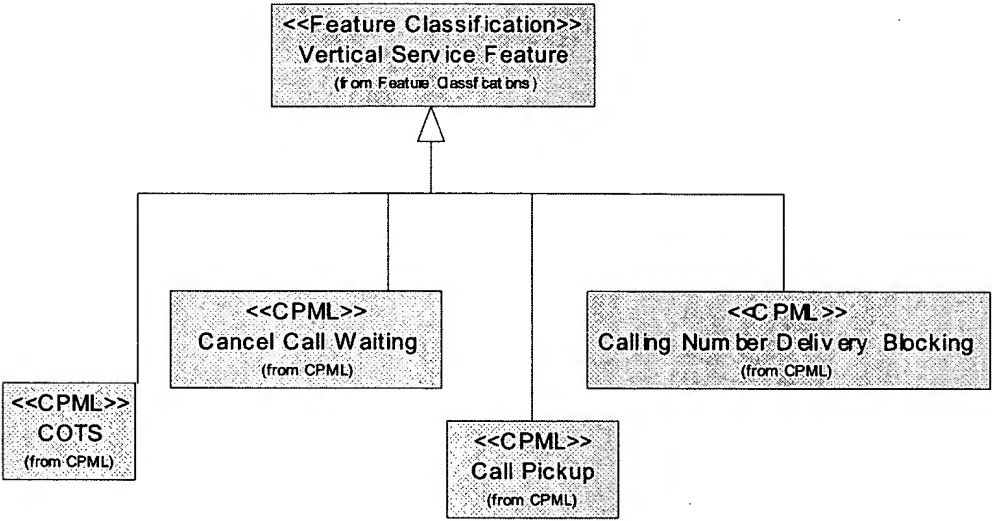 <<Feature Classification>>
Vertical Service Feature
(from Feature Classfications)
<<CPML>>
Cancel Call Waiting
(from CPML)
<<CPML>>
Calling Number Delivery Blocking
(from CPML)
<<CPML>>
COTS
(from CPML)
<<CPML>>
Call Pickup
(from CPML)